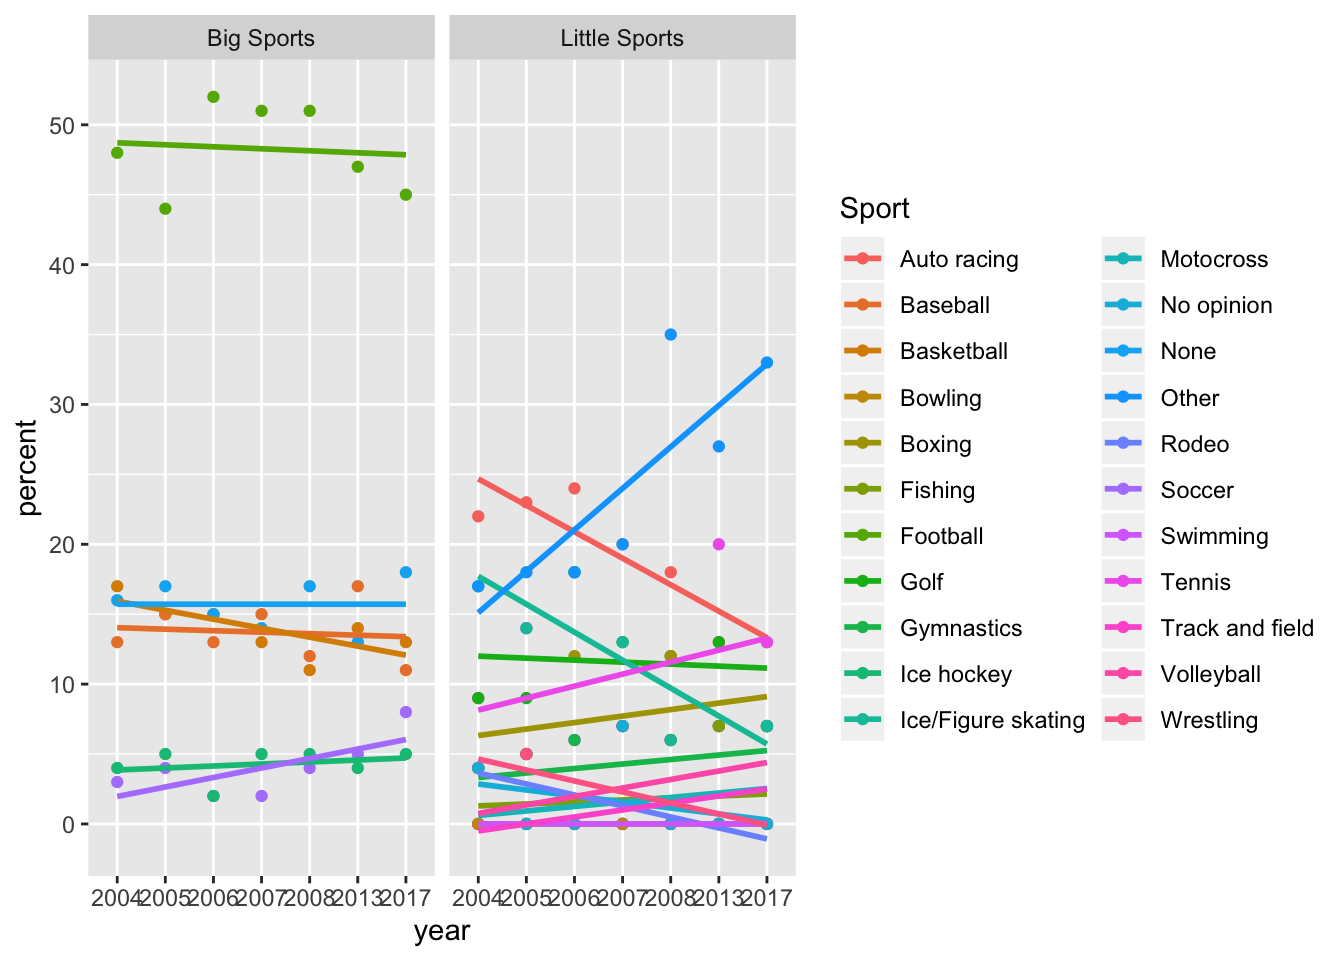 Big Sports
Little Sports
50
40
30
20
10
0
percent
2004 2005 2006 2007 2008 2013 2017
2004 2005 2006 2007 2008 2013 2017
year
Sport
Auto racing
Baseball
Basketball
Bowling
Boxing
Fishing
Football
Golf
Gymnastics
Ice hockey
Ice/Figure skating
Motocross
No opinion
None
Other
Rodeo
Soccer
Swimming
Tennis
Track and field
Volleyball
Wrestling